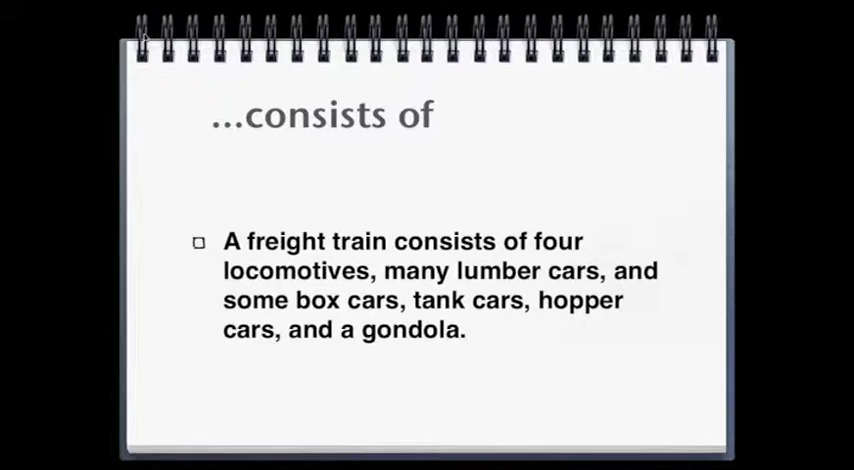 ...consists of
A freight train consists of four
locomotives, many lumber cars, and
some box cars, tank cars, hopper
cars, and a gondola.